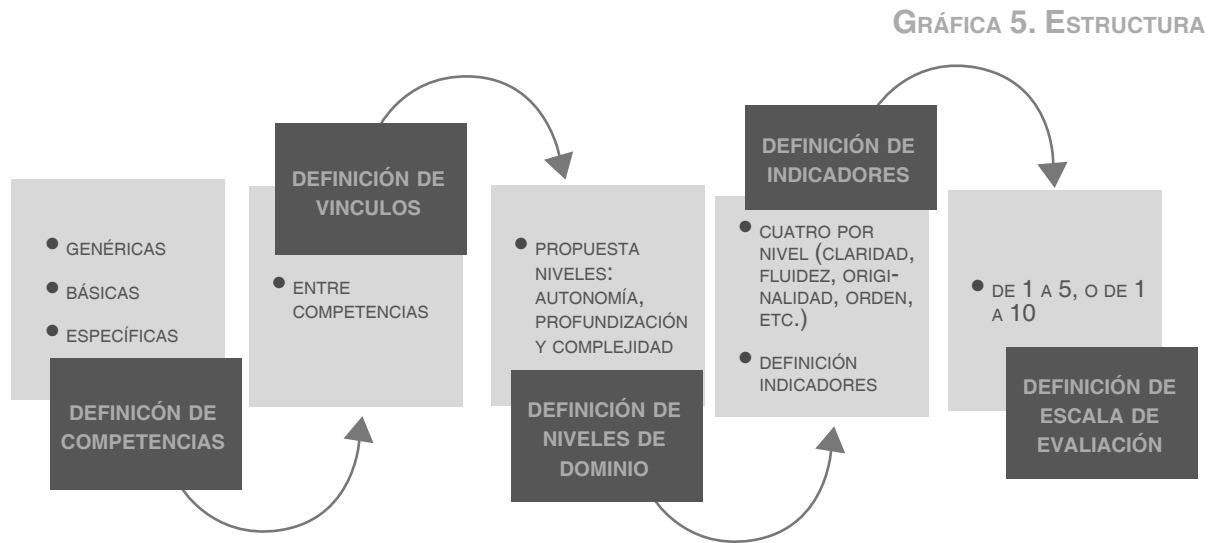 GRÁFICA 5. ESTRUCTURA
• GENÉRICAS
• BÁSICAS
• ESPECÍFICAS
DEFINICÓN DE
COMPETENCIAS
DEFINICIÓN DE
VINCULOS
• ENTRE
COMPETENCIAS
• PROPUESTA
NIVELES:
AUTONOMÍA,
PROFUNDIZACIÓN
Y COMPLEJIDAD
DEFINICIÓN DE
NIVELES DE
DOMINIO
DEFINICIÓN DE
INDICADORES
• CUATRO POR
NIVEL (CLARIDAD,
FLUIDEZ, ORIGI-
NALIDAD, ORDEN,
ETC.)
• DEFINICIÓN
INDICADORES
• DE 1 A 5, O DE 1
A 10
DEFINICIÓN DE
ESCALA DE
EVALIACIÓN